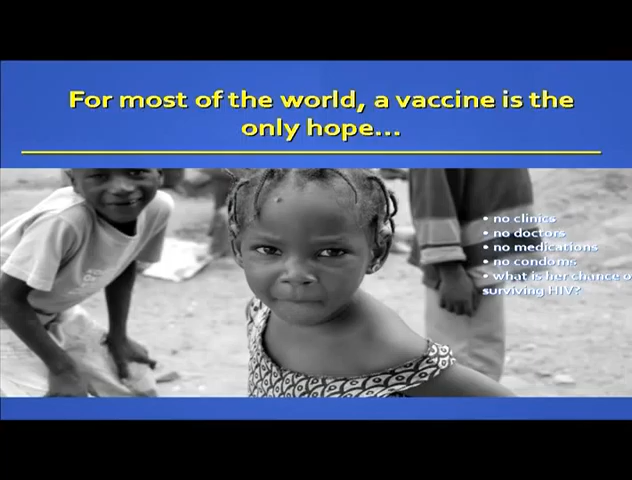 For most of the world, a vaccine is the
only hope...
• no clinics
• no doctors
• no medications
• no condoms
• what is her chance o
surviving HIV?